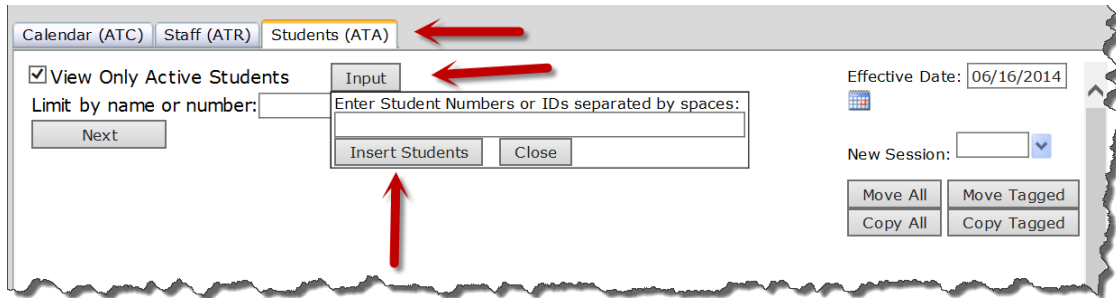 Calendar (ATC) Staff (ATR) Students (ATA)
View Only Active Students Input Effective Date: 06/16/2014
Limit by name or number: Enter Student Numbers or IDs separated by spaces:
Next
Insert Students Close New Session:
Move All Move Tagged
Copy All Copy Tagged